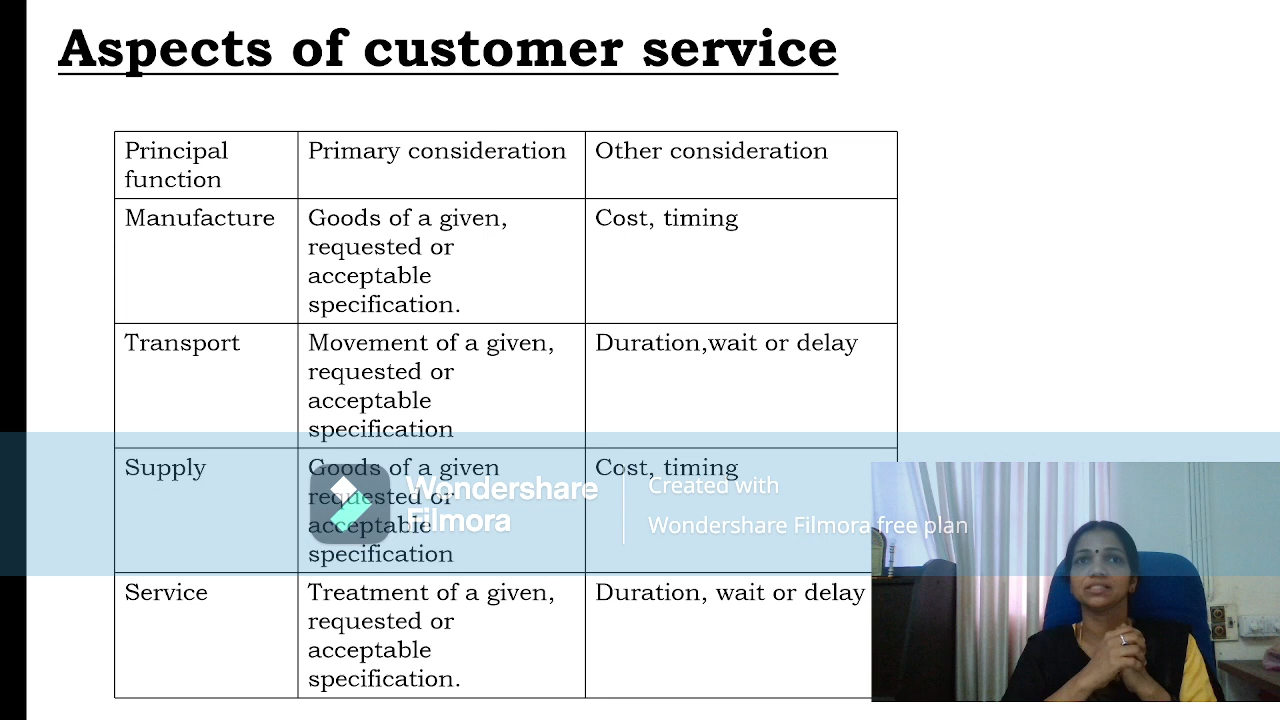 Aspects of customer service
Principal
function
Primary consideration
Other consideration
Manufacture
Goods of a given,
requested or
acceptable
specification.
Cost, timing
Transport
Movement of a given,
requested or
acceptable
specification
Duration,wait or delay
Supply
Goods of a given
requested or
acceptable
specification
Cost, timing
Service
Treatment of a given,
requested or
acceptable
specification.
Duration, wait or delay
Wondershare
Filmora
Created with
Wondershare Filmora free plan